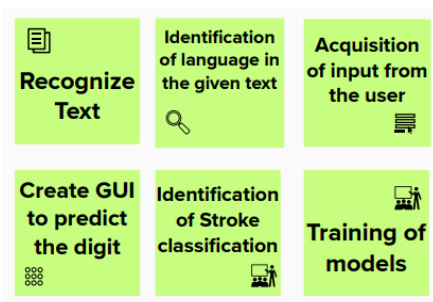 Recognize
Text
Identification
of language in
the given text
Acquisition
of input from
the user
Create GUI
to predict
the digit
Identification
of Stroke
classification
Training of
models